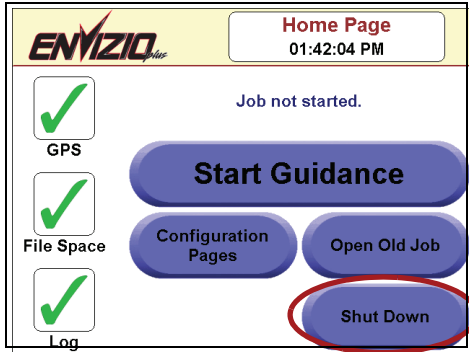 ENVIZIO plus
Home Page
01:42:04 PM
Job not started.
GPS
Start Guidance
File Space
Configuration
Pages
Open Old Job
Log
Shut Down